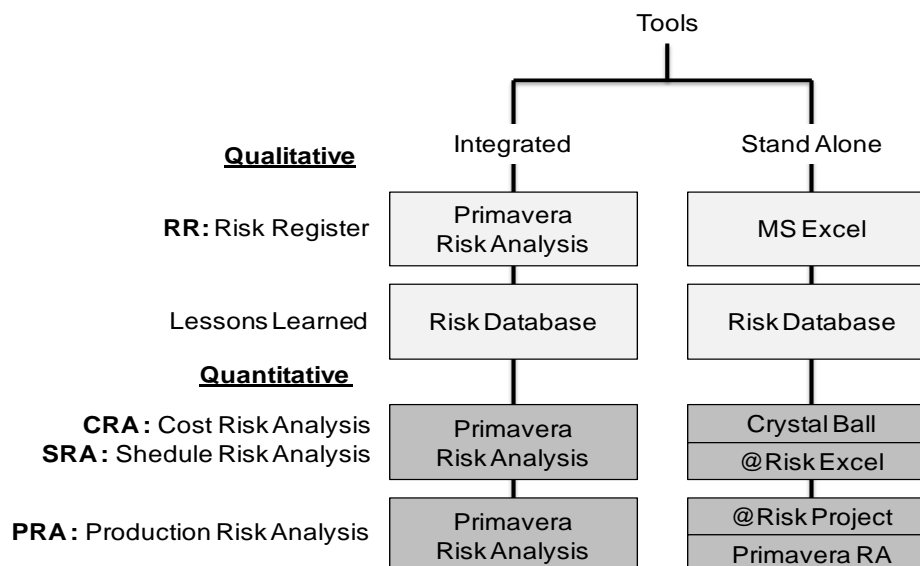 Tools
Integrated
Stand Alone
Qualitative
RR: Risk Register
Primavera
Risk Analysis
MS Excel
Lessons Learned
Risk Database
Risk Database
Quantitative
CRA: Cost Risk Analysis
SRA: Shedule Risk Analysis
Primavera
Risk Analysis
Crystal Ball
@Risk Excel
PRA: Production Risk Analysis
Primavera
Risk Analysis
@Risk Project
Primavera RA